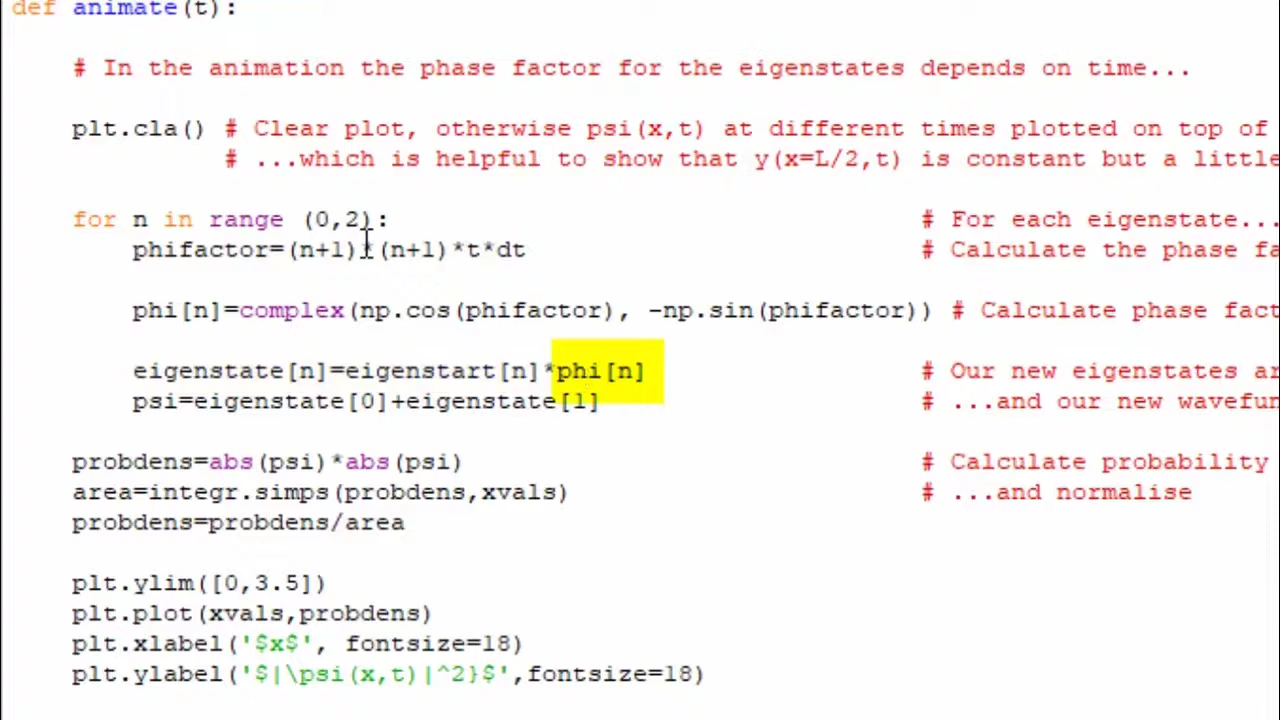 def animate(t):
# In the animation the phase factor for the eigenstates depends on time...
plt.cla() # Clear plot, otherwise psi(x,t) at different times plotted on top of
# ...which is helpful to show that y(x=L/2,t) is constant but a little
for n in range (0,2): # For each eigenstate...
phifactor=(n+1)*(n+1)*t*dt # Calculate the phase fa
phi[n]=complex(np.cos(phifactor), -np.sin(phifactor)) # Calculate phase fact
eigenstate[n]=eigenstart[n]*phi[n] # Our new eigenstates ar
psi=eigenstate[0]+eigenstate[1] # ...and our new wavefun
probdens=abs(psi)*abs(psi) # Calculate probability
area=integr.simps(probdens,xvals) # ...and normalise
probdens=probdens/area
plt.ylim([0,3.5])
plt.plot(xvals,probdens)
plt.xlabel('$x$', fontsize=18)
plt.ylabel('$|\psi(x,t)|^2}$',fontsize=18)